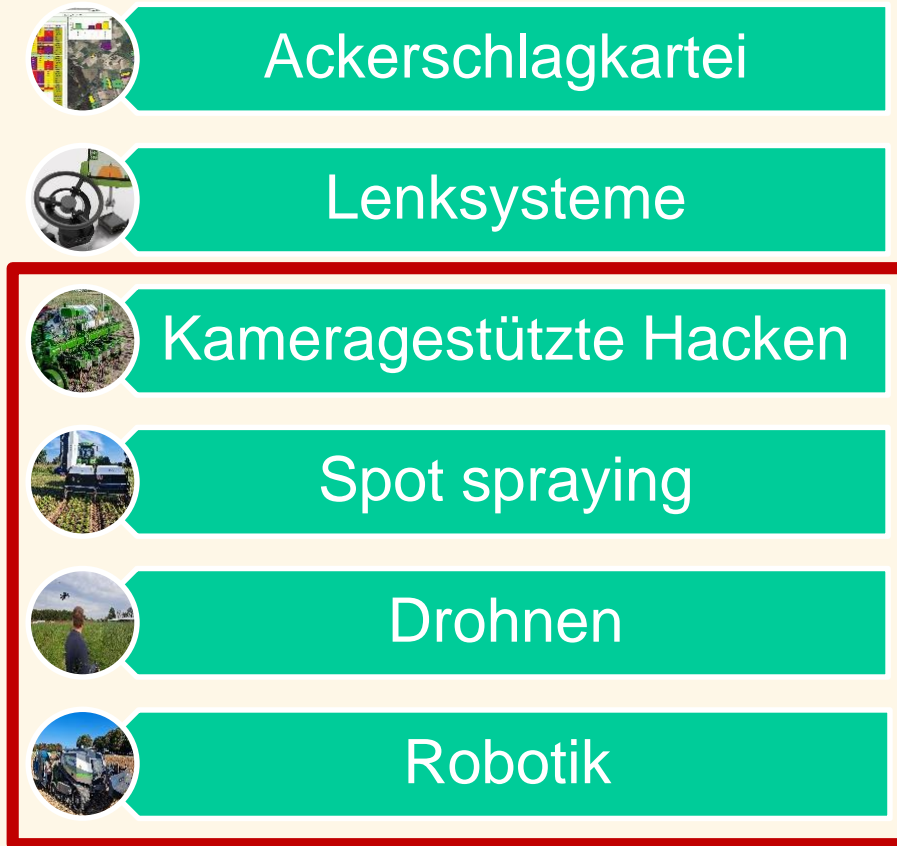 Ackerschlagkartei
Lenksysteme
Kameragestützte Hacken
Spot spraying
Drohnen
Robotik